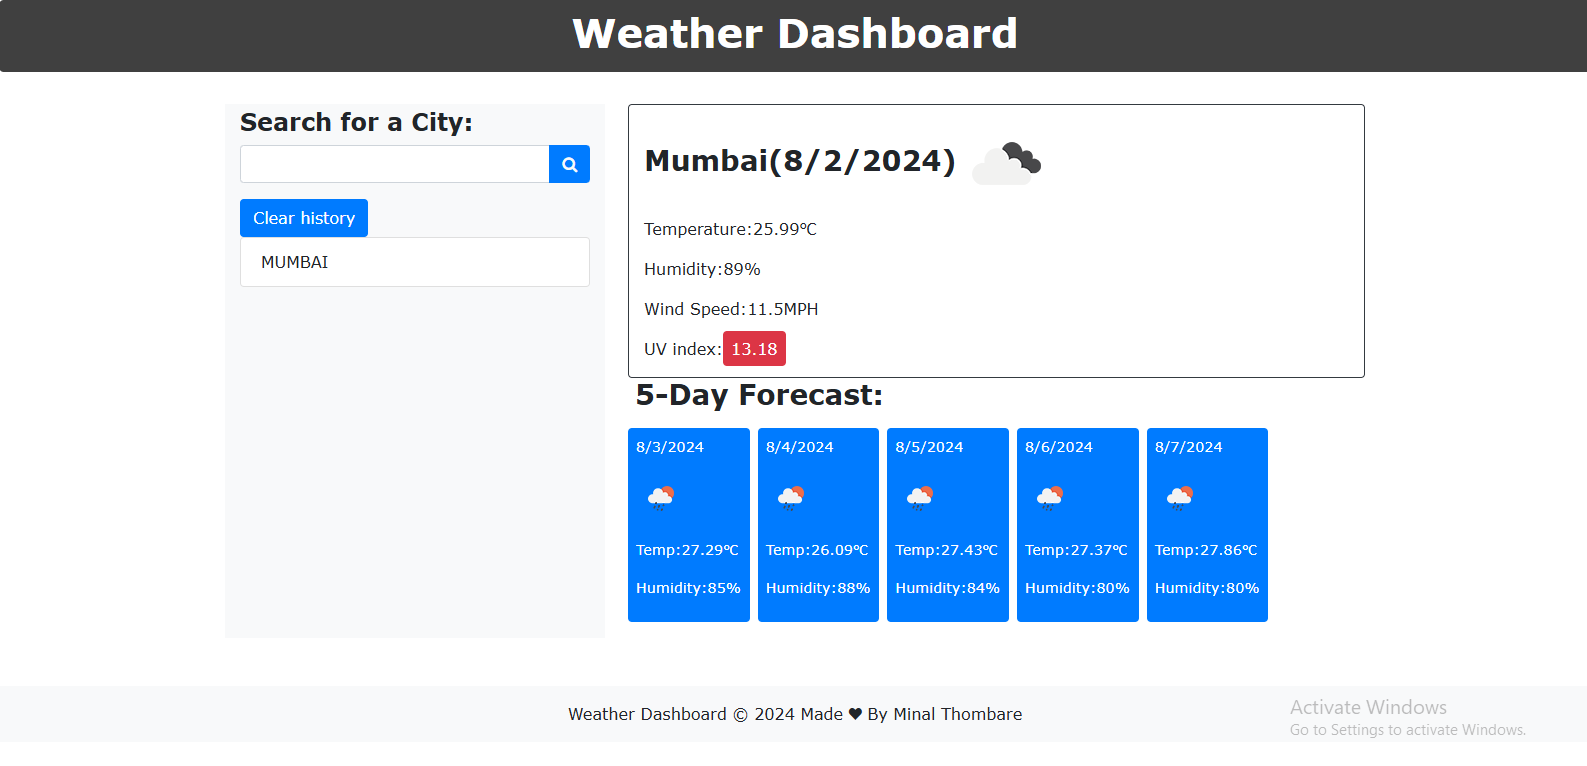 Weather Dashboard
Search for a City:
Clear history
MUMBAI
Mumbai(8/2/2024)
Temperature:25.99°C
Humidity:89%
Wind Speed:11.5MPH
UV index:13.18
5-Day Forecast:
8/3/2024
Temp:27.29°C
Humidity:85%
8/4/2024
Temp:26.09°C
Humidity:88%
8/5/2024
Temp:27.43°C
Humidity:84%
8/6/2024
Temp:27.37°C
Humidity:80%
8/7/2024
Temp:27.86°C
Humidity:80%
Weather Dashboard © 2024 Made ♥ By Minal Thombare
Activate Windows
Go to Settings to activate Windows.